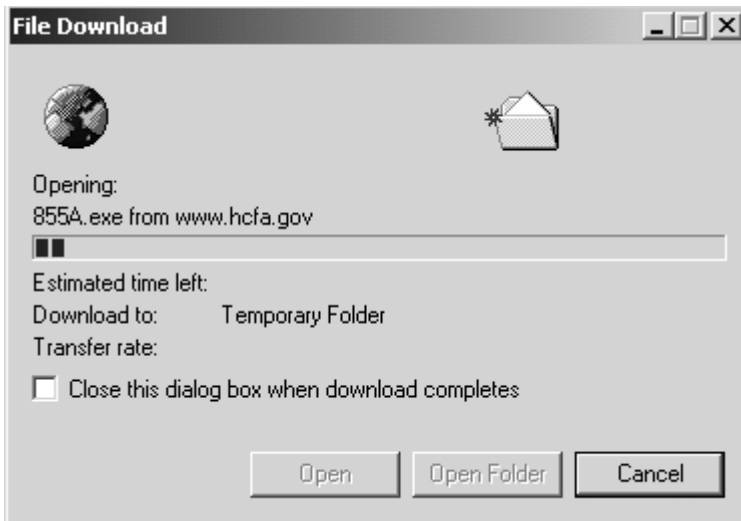 File Download
Opening:
855A.exe from www.hcfa.gov
Estimated time left:
Download to: Temporary Folder
Transfer rate:
Close this dialog box when download completes
Open Open Folder Cancel